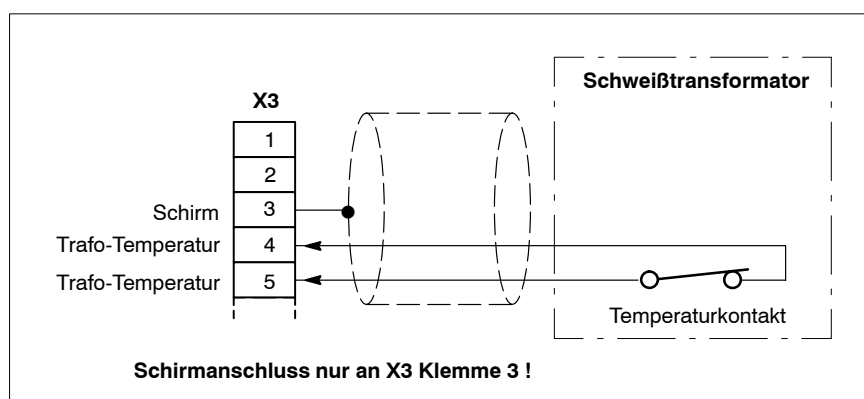 Schweißtransformator
X3
1
2
Schirm 3
Trafo-Temperatur 4
Trafo-Temperatur 5
Temperaturkontakt
Schirmanschluss nur an X3 Klemme 3 !